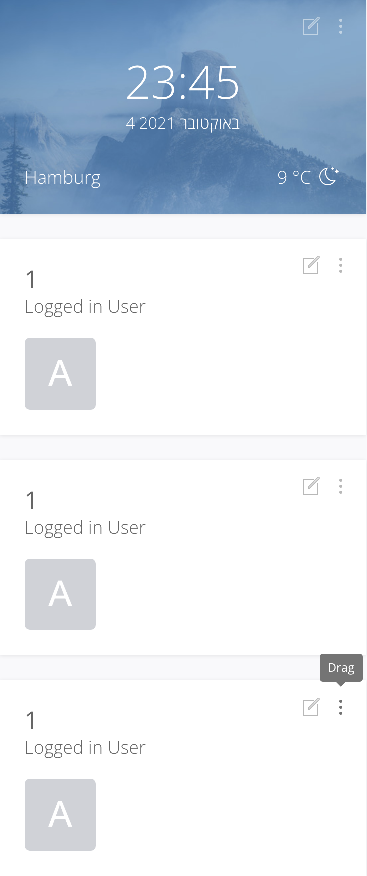 23:45
4 באוקטובר 2021
Hamburg
9 °C
1
Logged in User
A
1
Logged in User
A
Drag
1
Logged in User
A